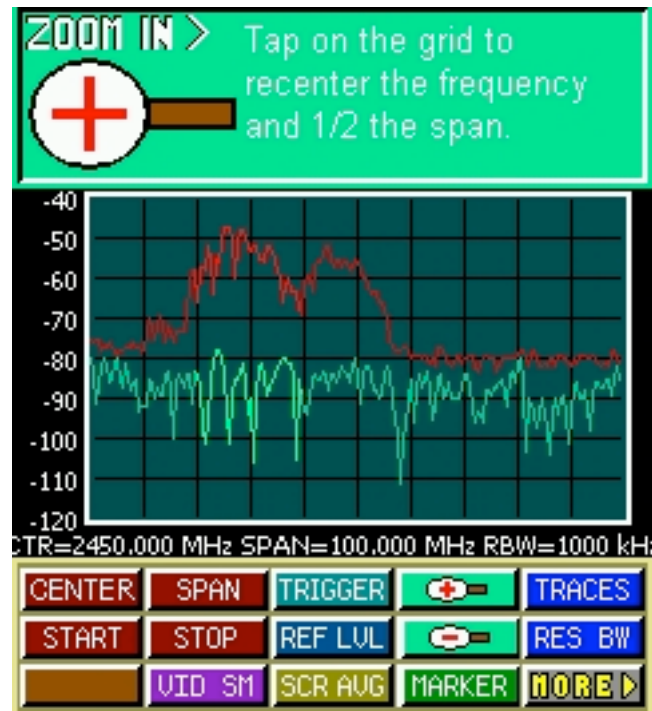 ZOOM IN >
Tap on the grid to
recenter the frequency
and 1/2 the span.
-40
-50
-60
-70
-80
-90
-100
-110
-120
CTR=2450.000 MHz SPAN=100.000 MHz RBW=1000 kHz
CENTER SPAN TRIGGER TRACES
START STOP REF LVL RES BW
VID SM SCR AVG MARKER MORE